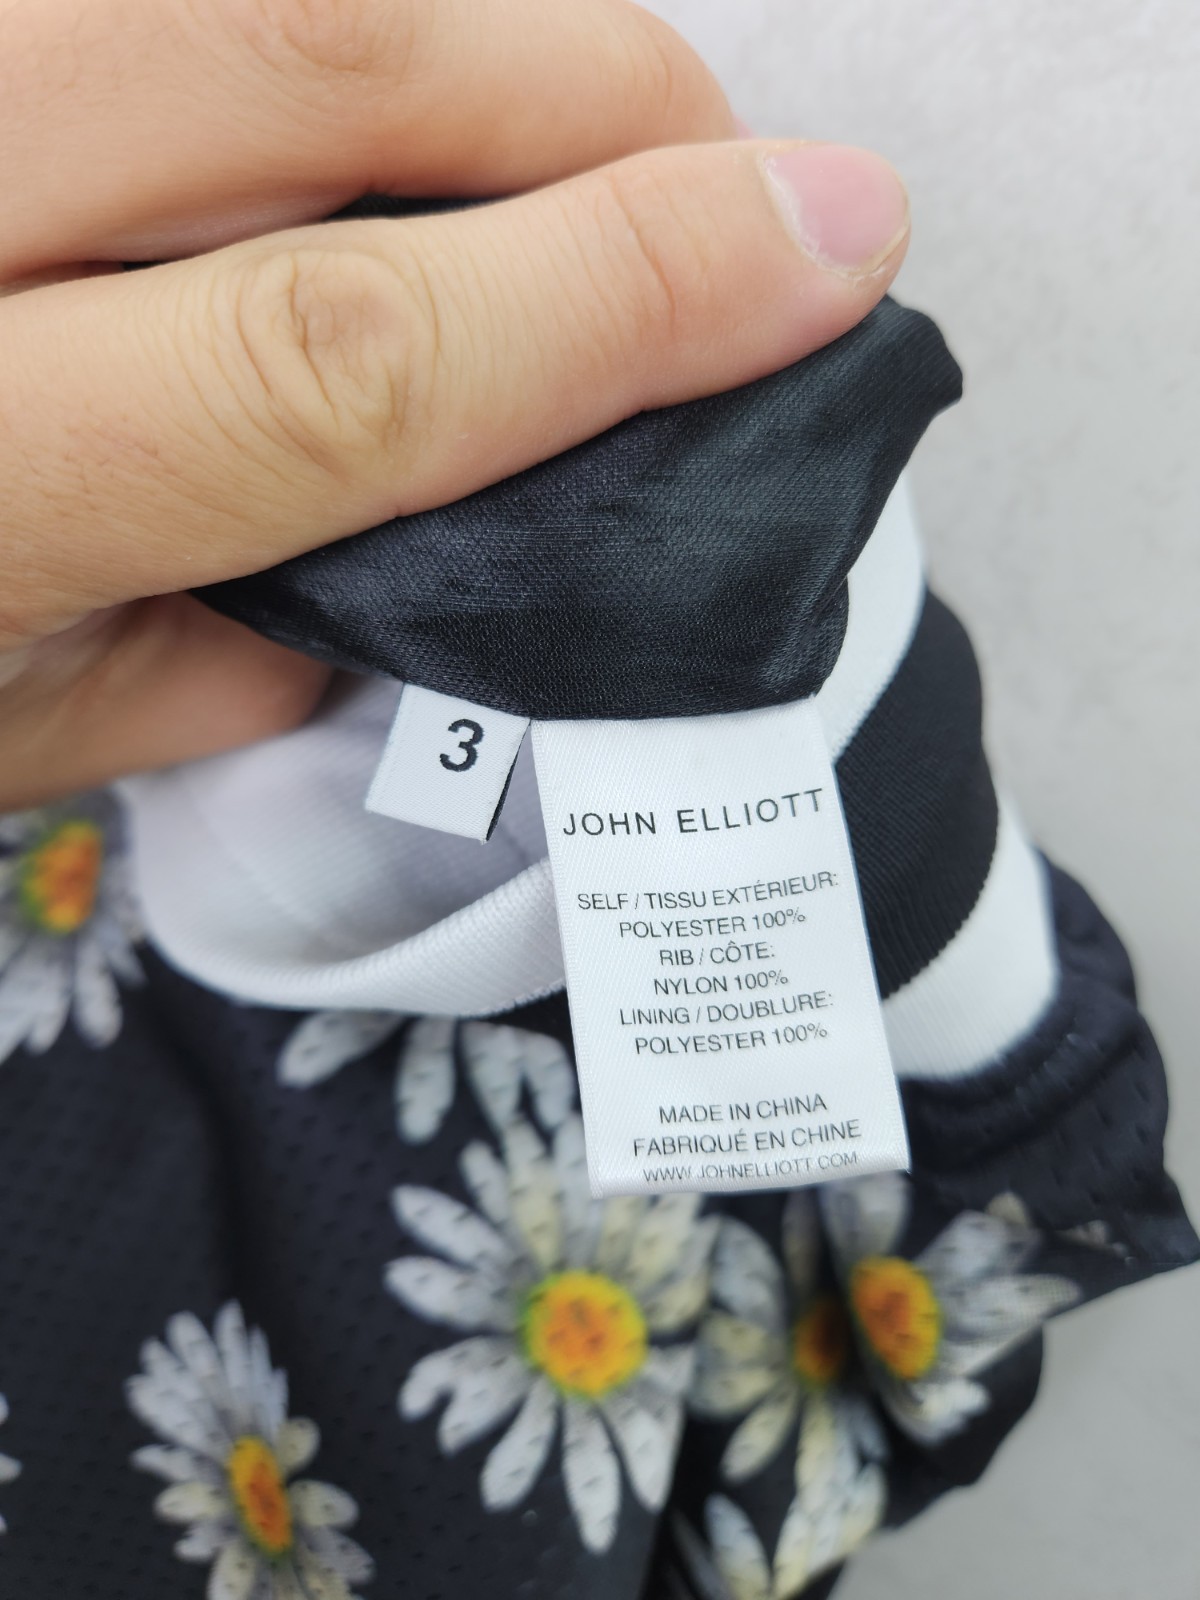 3
JOHN ELLIOTT
SELF / TISSU EXTÉRIEUR:
POLYESTER 100%
RIB / CÔTE:
NYLON 100%
LINING / DOUBLURE:
POLYESTER 100%
MADE IN CHINA
FABRIQUÉ EN CHINE
WWW.JOHNELLIOTT.COM